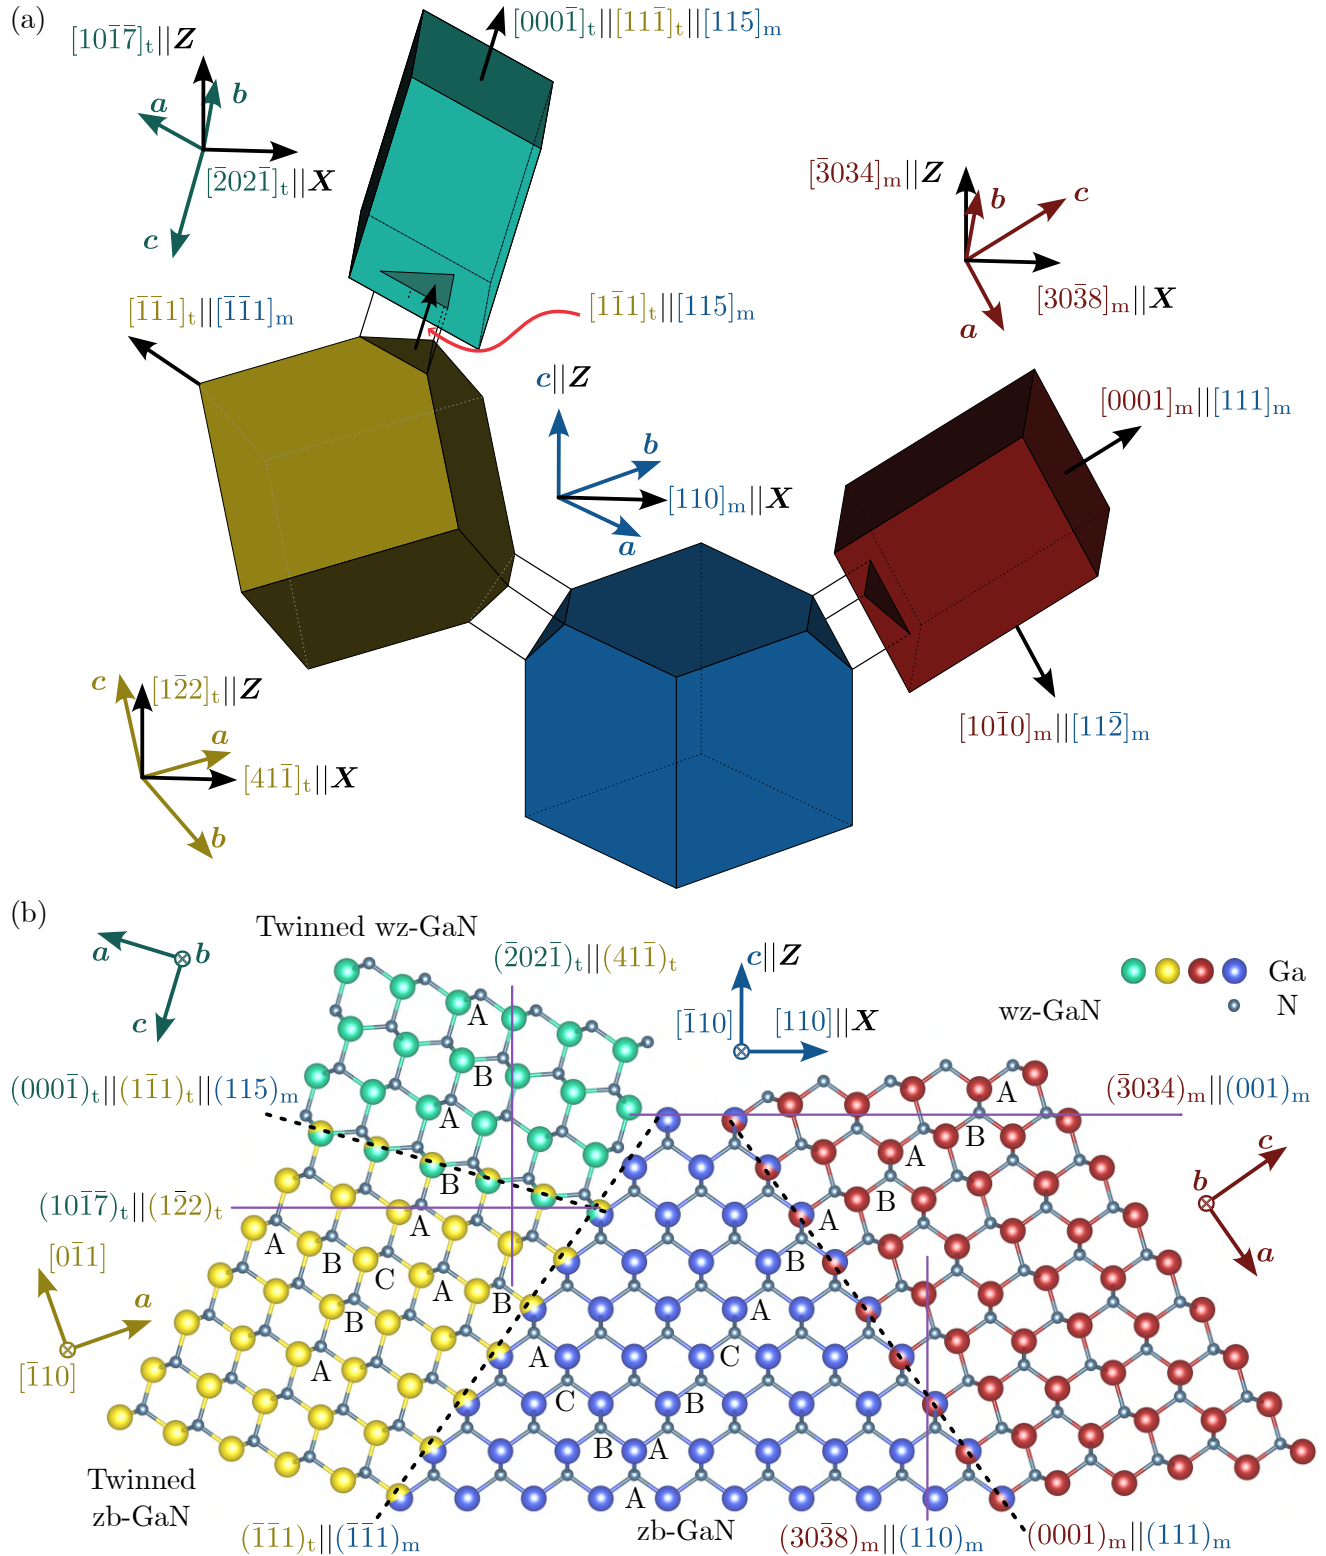 (a)
[0001̄]ₜ||[111̄]ₜ||[115]ₘ
[101̄7̄]ₜ||Z
a
b
[2̄021̄]ₜ||X
c
[3̄034]ₘ||Z
b
c
[303̄8]ₘ||X
a
[1̄1̄1]ₜ||[1̄1̄1]ₘ
[11̄1]ₜ||[115]ₘ
c||Z
b
[110]ₘ||X
a
[0001]ₘ||[111]ₘ
c
[12̄2]ₜ||Z
a
[411̄]ₜ||X
b
[101̄0]ₘ||[112̄]ₘ
(b)
Twinned wz-GaN
a
b
c
(2̄021̄)ₜ||(411̄)ₜ
c||Z
[1̄10]
[110]||X
Ga
N
wz-GaN
A
B
A
B
(0001̄)ₜ||(11̄1)ₜ||(115)ₘ
(3̄034)ₘ||(001)ₘ
A
B
A
B
A
c
b
a
(101̄7̄)ₜ||(12̄2)ₜ
A
A
B
C
A
B
B
A
[01̄1]
a
[1̄10]
B
A
C
B
A
A
C
B
A
Twinned
zb-GaN
(1̄1̄1)ₜ||(1̄1̄1)ₘ
zb-GaN
(303̄8)ₘ||(110)ₘ
(0001)ₘ||(111)ₘ